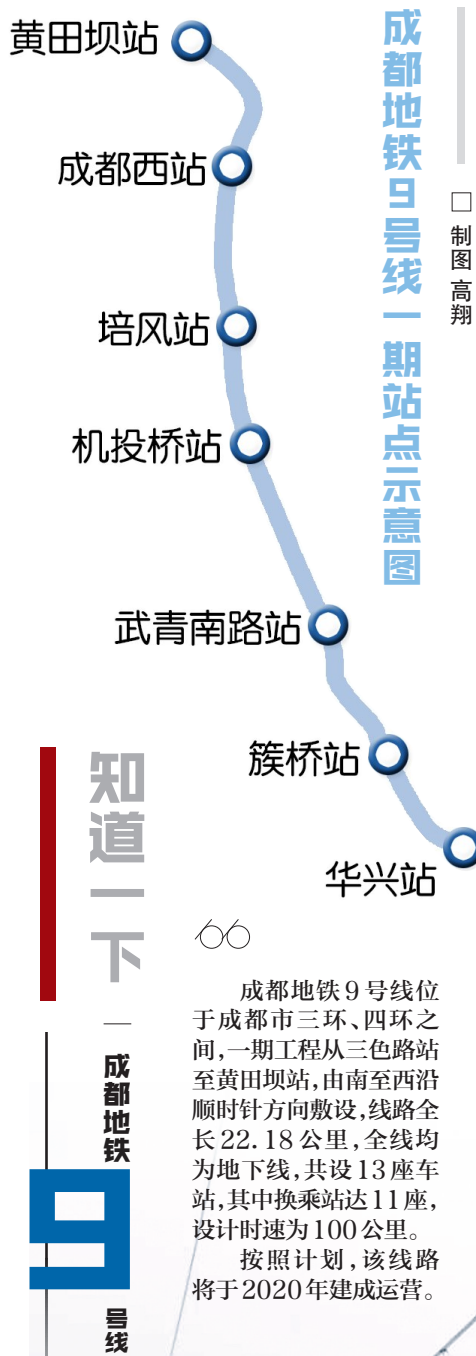 成都地铁9号线一期站点示意图
□ 制图 高翔
黄田坝站
成都西站
培风站
机投桥站
武青南路站
簇桥站
华兴站
知道一下
成都地铁
9
号线
成都地铁9号线位
于成都市三环、四环之
间,一期工程从三色路站
至黄田坝站,由南至西沿
顺时针方向敷设,线路全
长22.18公里,全线均
为地下线,共设13座车
站,其中换乘站达11座,
设计时速为100公里。
按照计划,该线路
将于2020年建成运营。